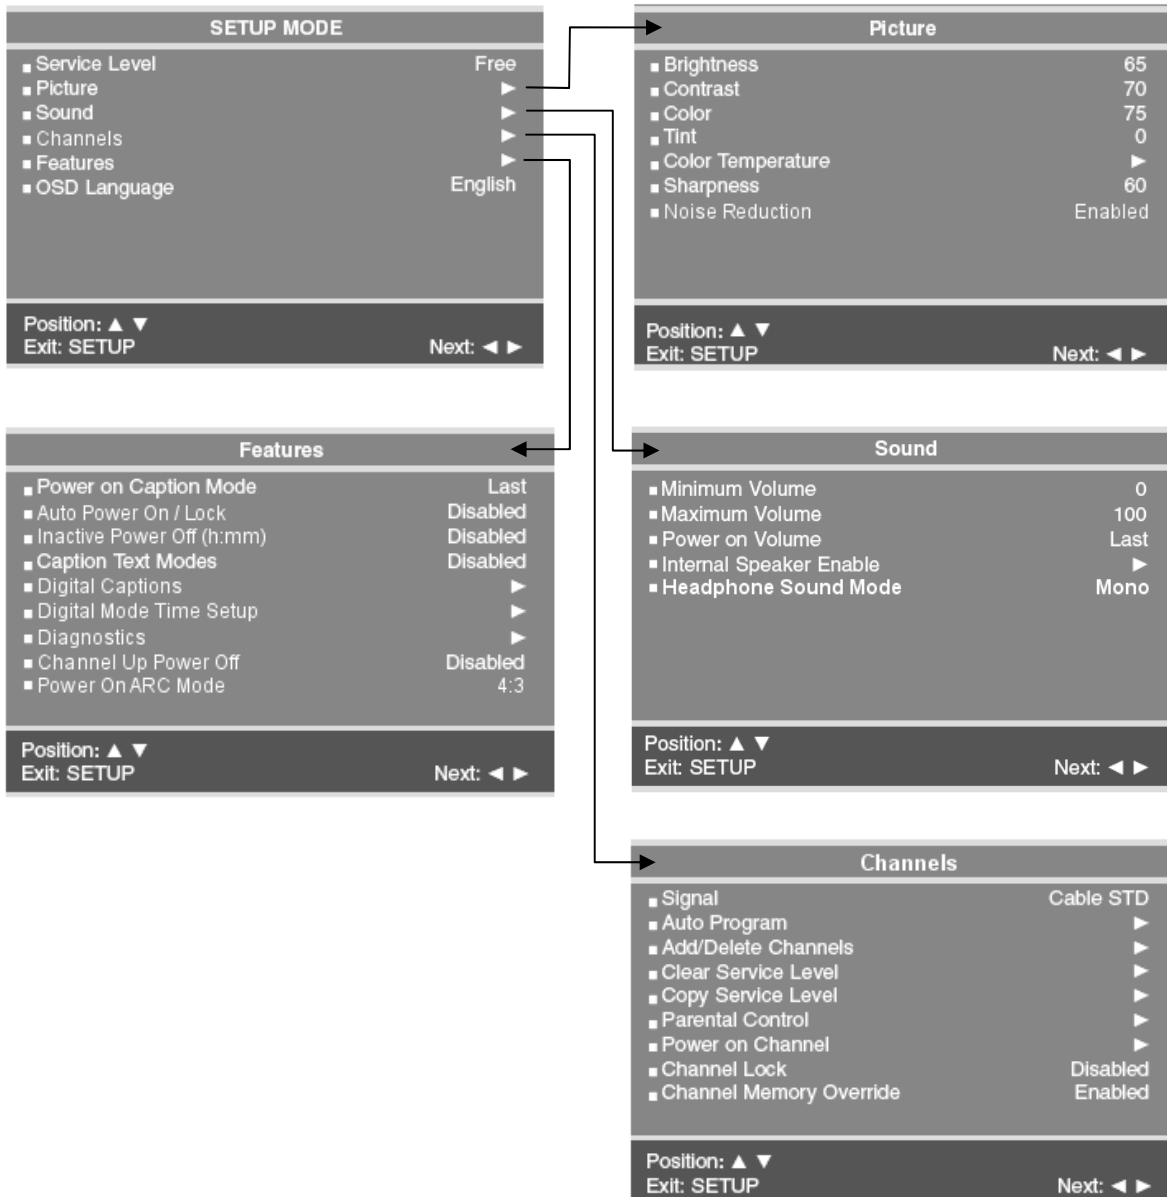 SETUP MODE
Service Level Free
Picture ▶
Sound ▶
Channels ▶
Features ▶
OSD Language English
Position: ▲ ▼
Exit: SETUP Next: ◀ ▶
Picture
Brightness 65
Contrast 70
Color 75
Tint 0
Color Temperature ▶
Sharpness 60
Noise Reduction Enabled
Position: ▲ ▼
Exit: SETUP Next: ◀ ▶
Features
Power on Caption Mode Last
Auto Power On / Lock Disabled
Inactive Power Off (h:mm) Disabled
Caption Text Modes Disabled
Digital Captions ▶
Digital Mode Time Setup ▶
Diagnostics ▶
Channel Up Power Off Disabled
Power On ARC Mode 4:3
Position: ▲ ▼
Exit: SETUP Next: ◀ ▶
Sound
Minimum Volume 0
Maximum Volume 100
Power on Volume Last
Internal Speaker Enable ▶
Headphone Sound Mode Mono
Position: ▲ ▼
Exit: SETUP Next: ◀ ▶
Channels
Signal Cable STD
Auto Program ▶
Add/Delete Channels ▶
Clear Service Level ▶
Copy Service Level ▶
Parental Control ▶
Power on Channel ▶
Channel Lock Disabled
Channel Memory Override Enabled
Position: ▲ ▼
Exit: SETUP Next: ◀ ▶